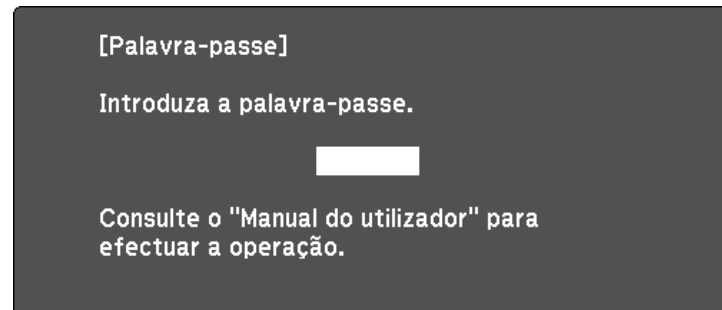 [Palavra-passe]
Introduza a palavra-passe.
Consulte o "Manual do utilizador" para
efectuar a operação.